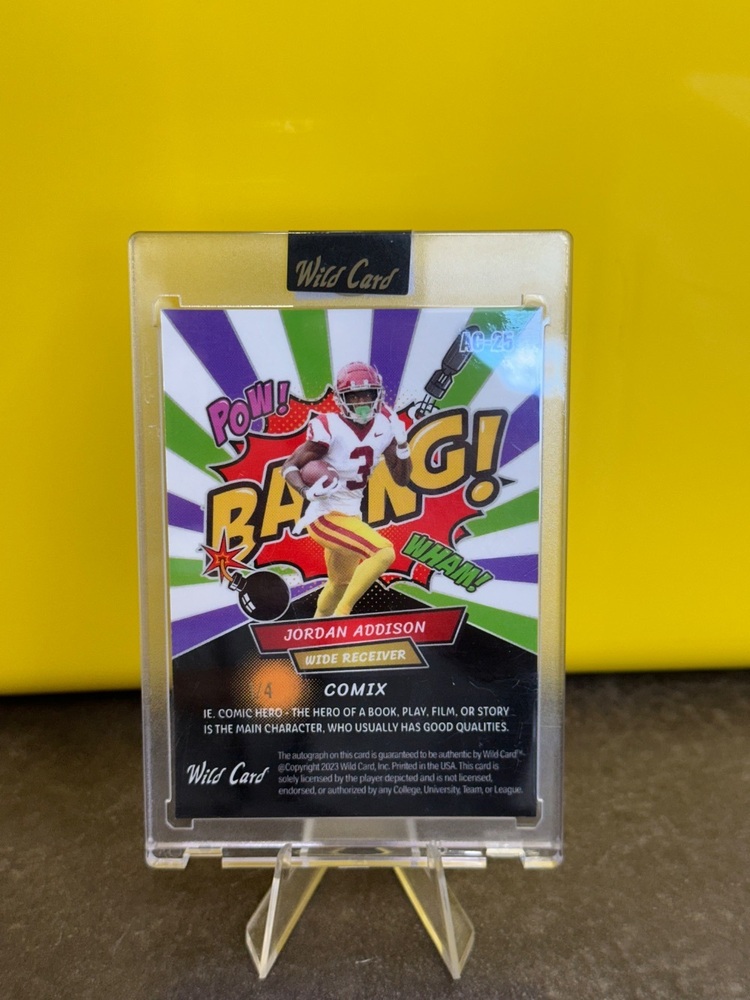 Wild Card
AC-25
POW!
BANG!
WHAM!
3
3
JORDAN ADDISON
WIDE RECEIVER
/4
COMIX
IE. COMIC HERO - THE HERO OF A BOOK, PLAY, FILM, OR STORY
IS THE MAIN CHARACTER, WHO USUALLY HAS GOOD QUALITIES.
Wild Card
The autograph on this card is guaranteed to be authentic by Wild Card™.
©Copyright 2023 Wild Card, Inc. Printed in the USA. This card is
solely licensed by the player depicted and is not licensed,
endorsed, or authorized by any College, University, Team, or League.